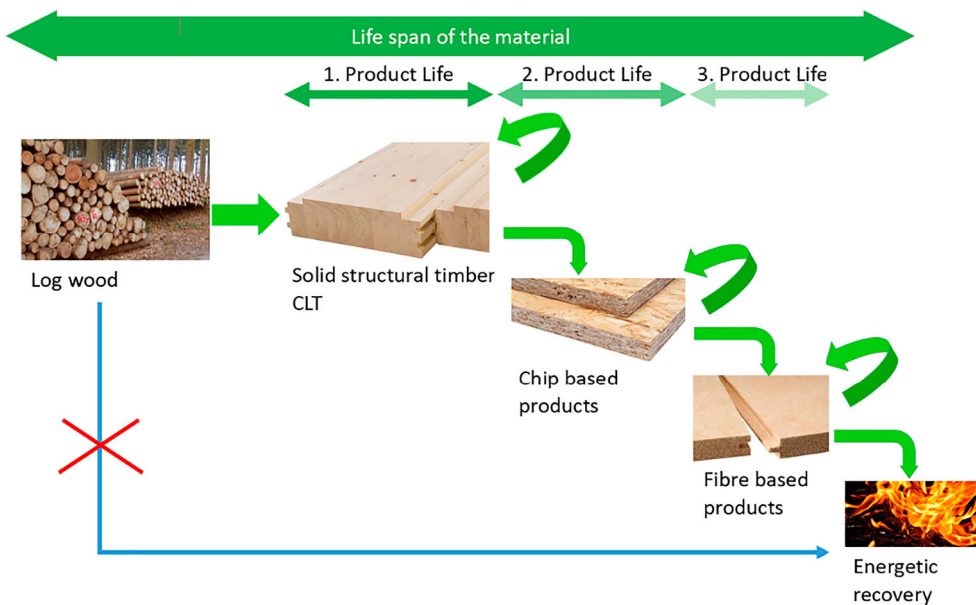 Life span of the material
1. Product Life
2. Product Life
3. Product Life
Log wood
Solid structural timber
CLT
Chip based
products
Fibre based
products
Energetic
recovery